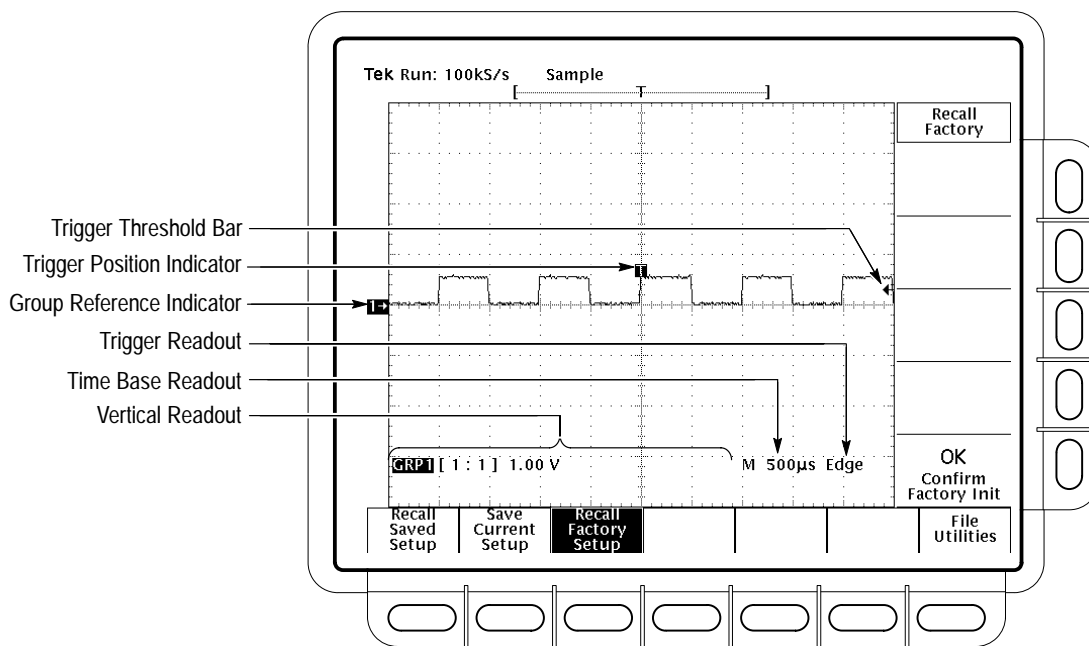 Tek Run: 100kS/s Sample
[ T ]
Recall
Factory
Trigger Threshold Bar
Trigger Position Indicator
T
Group Reference Indicator
1
Trigger Readout
Time Base Readout
Vertical Readout
GRP1 [ 1 : 1 ] 1.00 V
M 500µs Edge
OK
Confirm
Factory Init
Recall
Saved
Setup
Save
Current
Setup
Recall
Factory
Setup
File
Utilities